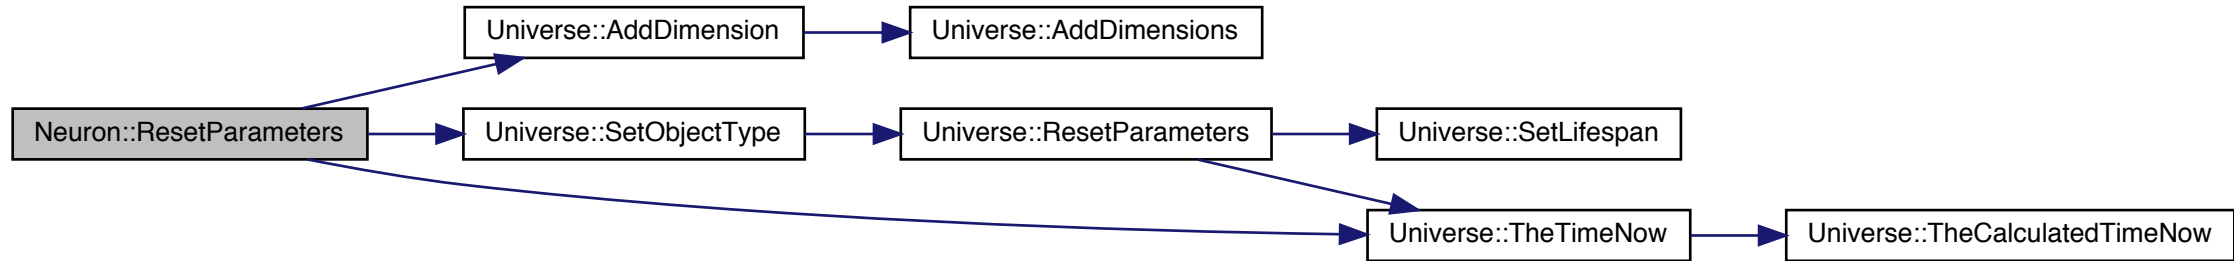 Universe::AddDimension
Universe::AddDimensions
Neuron::ResetParameters
Universe::SetObjectType
Universe::ResetParameters
Universe::SetLifespan
Universe::TheTimeNow
Universe::TheCalculatedTimeNow